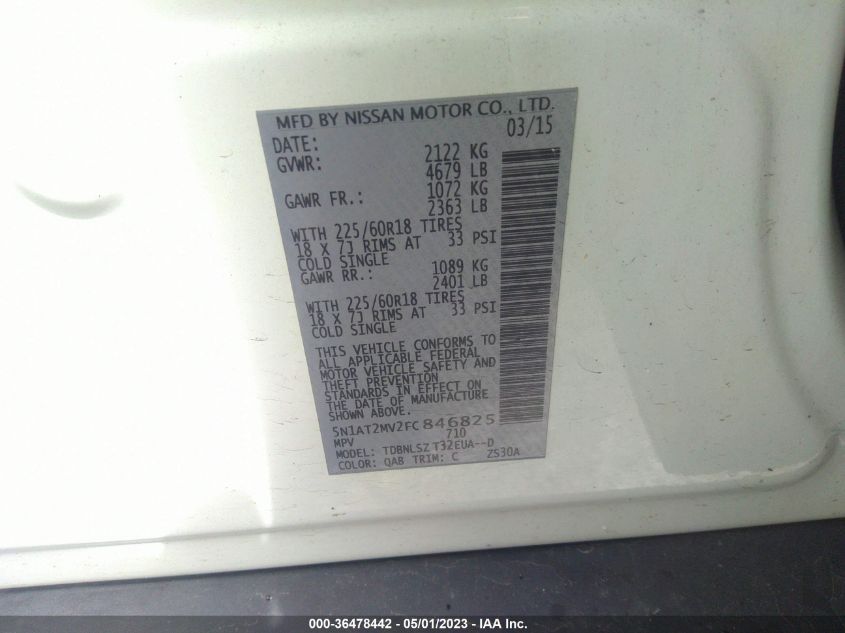 MFD BY NISSAN MOTOR CO., LTD.
DATE: 03/15
GVWR: 2122 KG
4679 LB
GAWR FR.: 1072 KG
2363 LB
WITH 225/60R18 TIRES
18 X 7J RIMS AT 33 PSI
COLD SINGLE
GAWR RR.: 1089 KG
2401 LB
WITH 225/60R18 TIRES
18 X 7J RIMS AT 33 PSI
COLD SINGLE
THIS VEHICLE CONFORMS TO
ALL APPLICABLE FEDERAL
MOTOR VEHICLE SAFETY AND
THEFT PREVENTION
STANDARDS IN EFFECT ON
THE DATE OF MANUFACTURE
SHOWN ABOVE.
5N1AT2MV2FC846825
MPV 710
MODEL: TDBNLSZ T32EUA--D
COLOR: QAB TRIM: C ZS30A
000-36478442 - 05/01/2023 - IAA Inc.